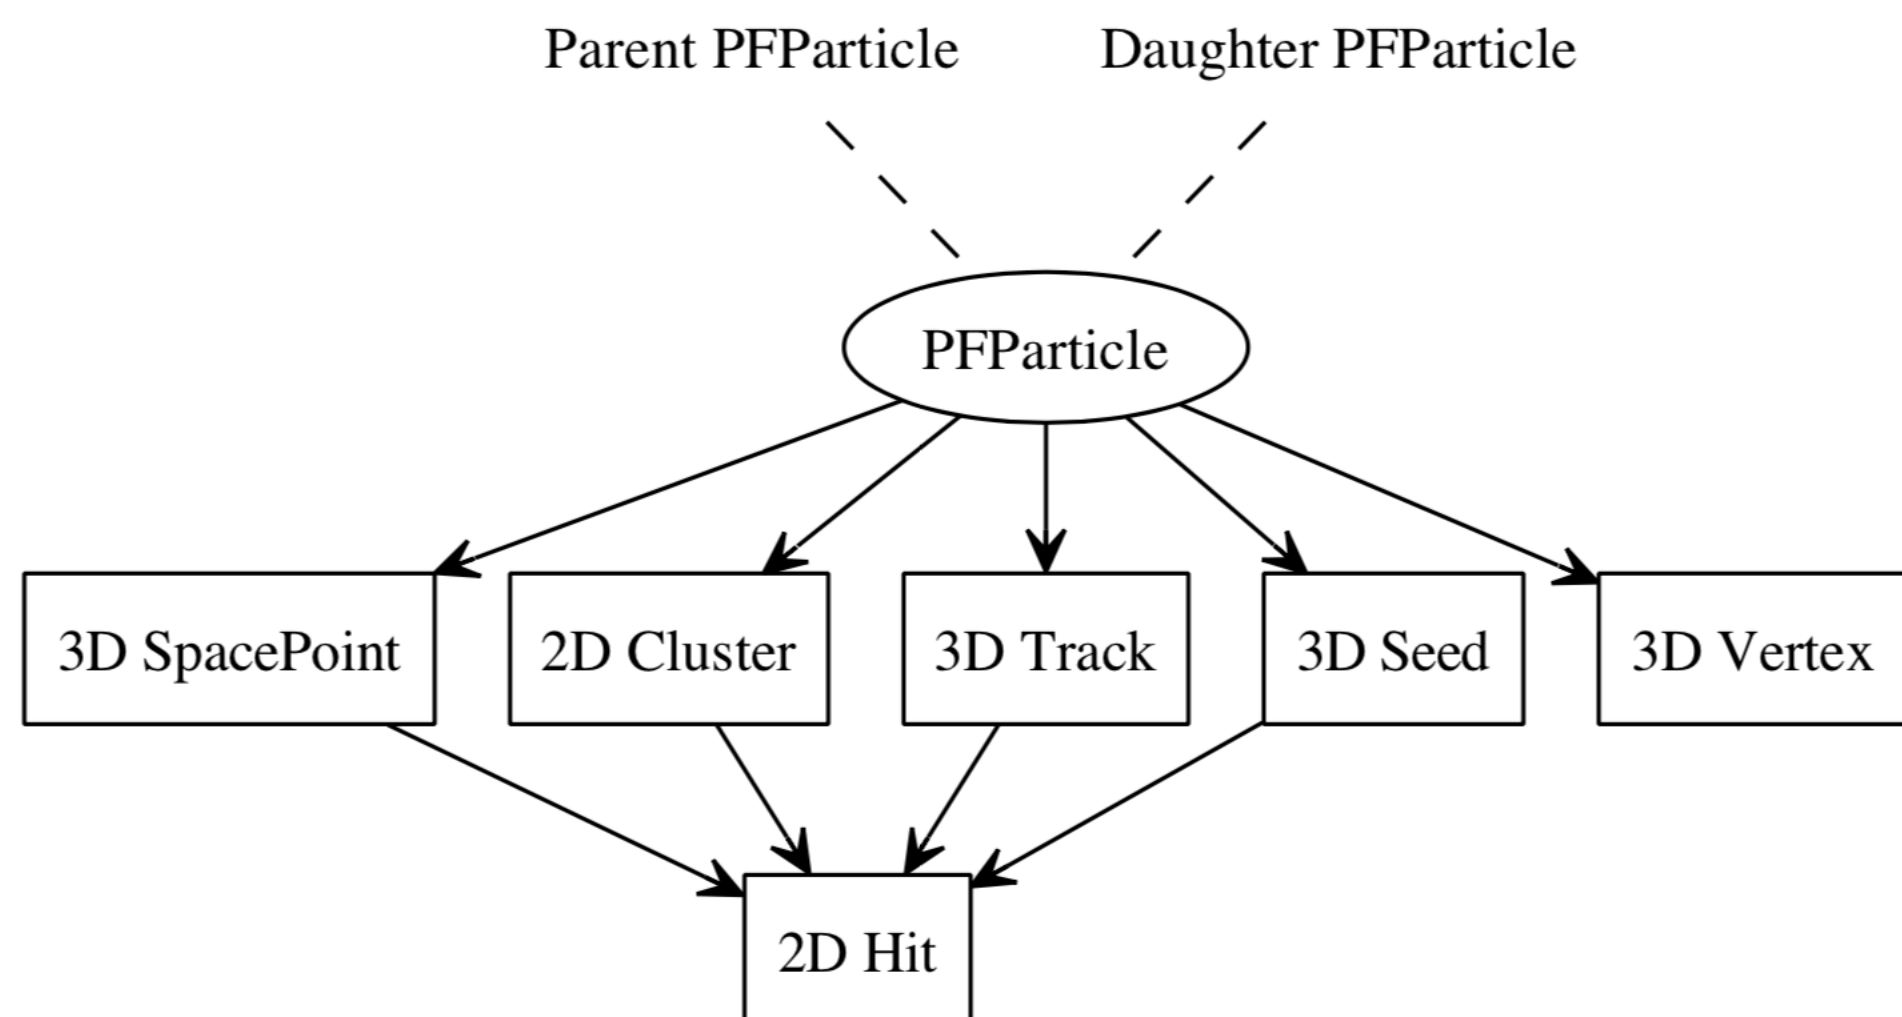 Parent PFParticle
Daughter PFParticle
PFParticle
3D SpacePoint
2D Cluster
3D Track
3D Seed
3D Vertex
2D Hit